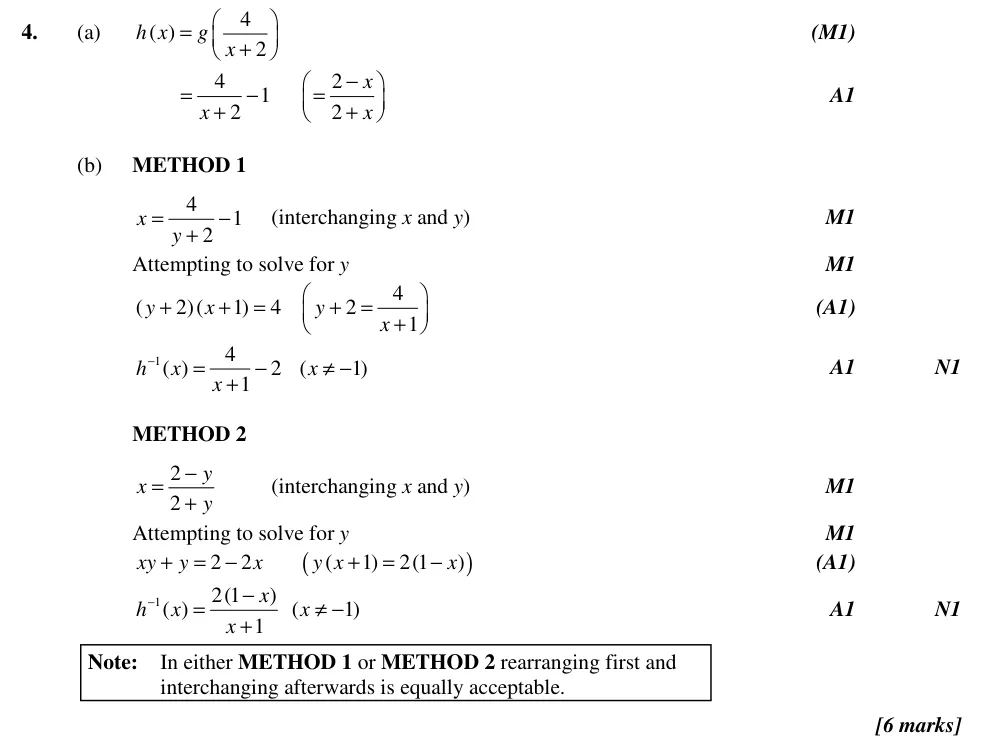 4. (a) h(x) = g(4/(x + 2)) (M1)
= 4/(x + 2) − 1 (= (2 − x)/(2 + x)) A1
(b) METHOD 1
x = 4/(y + 2) − 1 (interchanging x and y) M1
Attempting to solve for y M1
(y + 2)(x + 1) = 4 (y + 2 = 4/(x + 1)) (A1)
h⁻¹(x) = 4/(x + 1) − 2 (x ≠ −1) A1 N1
METHOD 2
x = (2 − y)/(2 + y) (interchanging x and y) M1
Attempting to solve for y M1
xy + y = 2 − 2x (y(x + 1) = 2(1 − x)) (A1)
h⁻¹(x) = 2(1 − x)/(x + 1) (x ≠ −1) A1 N1
Note: In either METHOD 1 or METHOD 2 rearranging first and
interchanging afterwards is equally acceptable.
[6 marks]